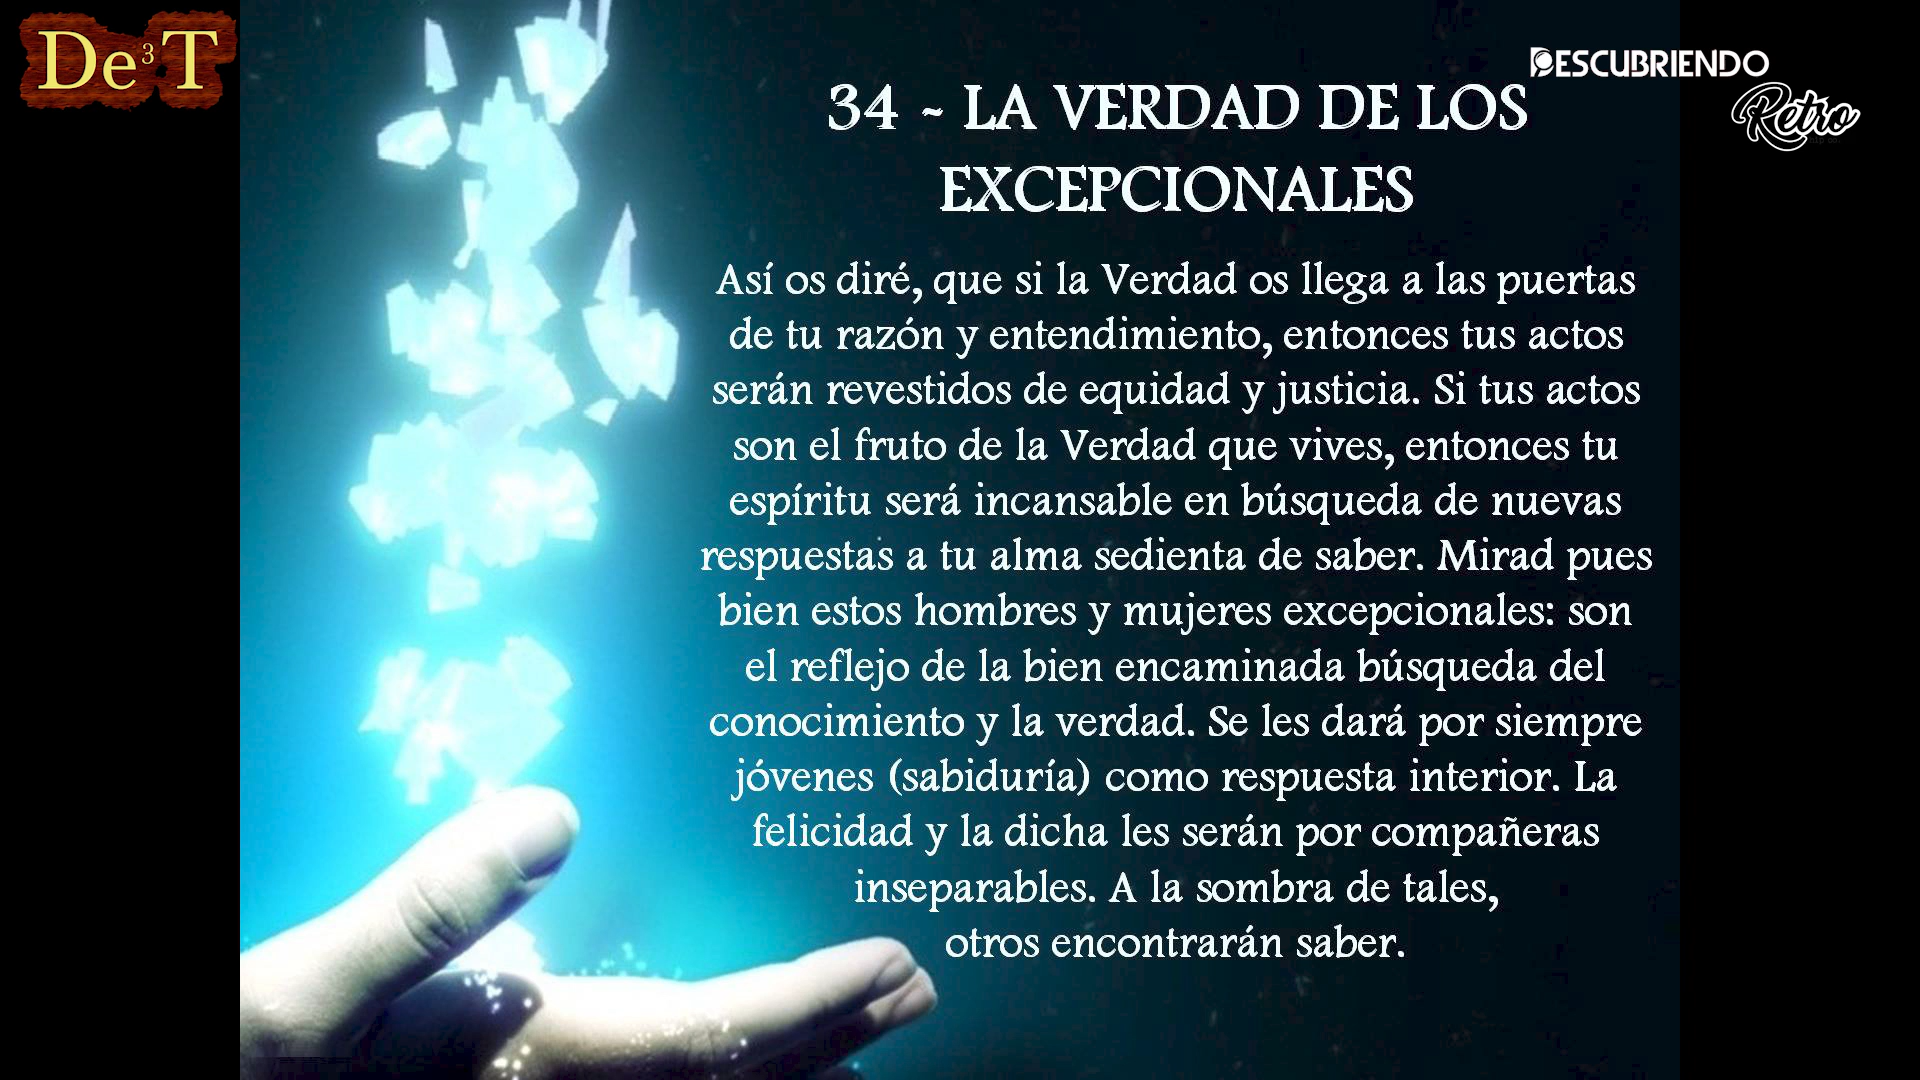 De³T
DESCUBRIENDO
Retro
34 - LA VERDAD DE LOS
EXCEPCIONALES
Así os diré, que si la Verdad os llega a las puertas
de tu razón y entendimiento, entonces tus actos
serán revestidos de equidad y justicia. Si tus actos
son el fruto de la Verdad que vives, entonces tu
espíritu será incansable en búsqueda de nuevas
respuestas a tu alma sedienta de saber. Mirad pues
bien estos hombres y mujeres excepcionales: son
el reflejo de la bien encaminada búsqueda del
conocimiento y la verdad. Se les dará por siempre
jóvenes (sabiduría) como respuesta interior. La
felicidad y la dicha les serán por compañeras
inseparables. A la sombra de tales,
otros encontrarán saber.